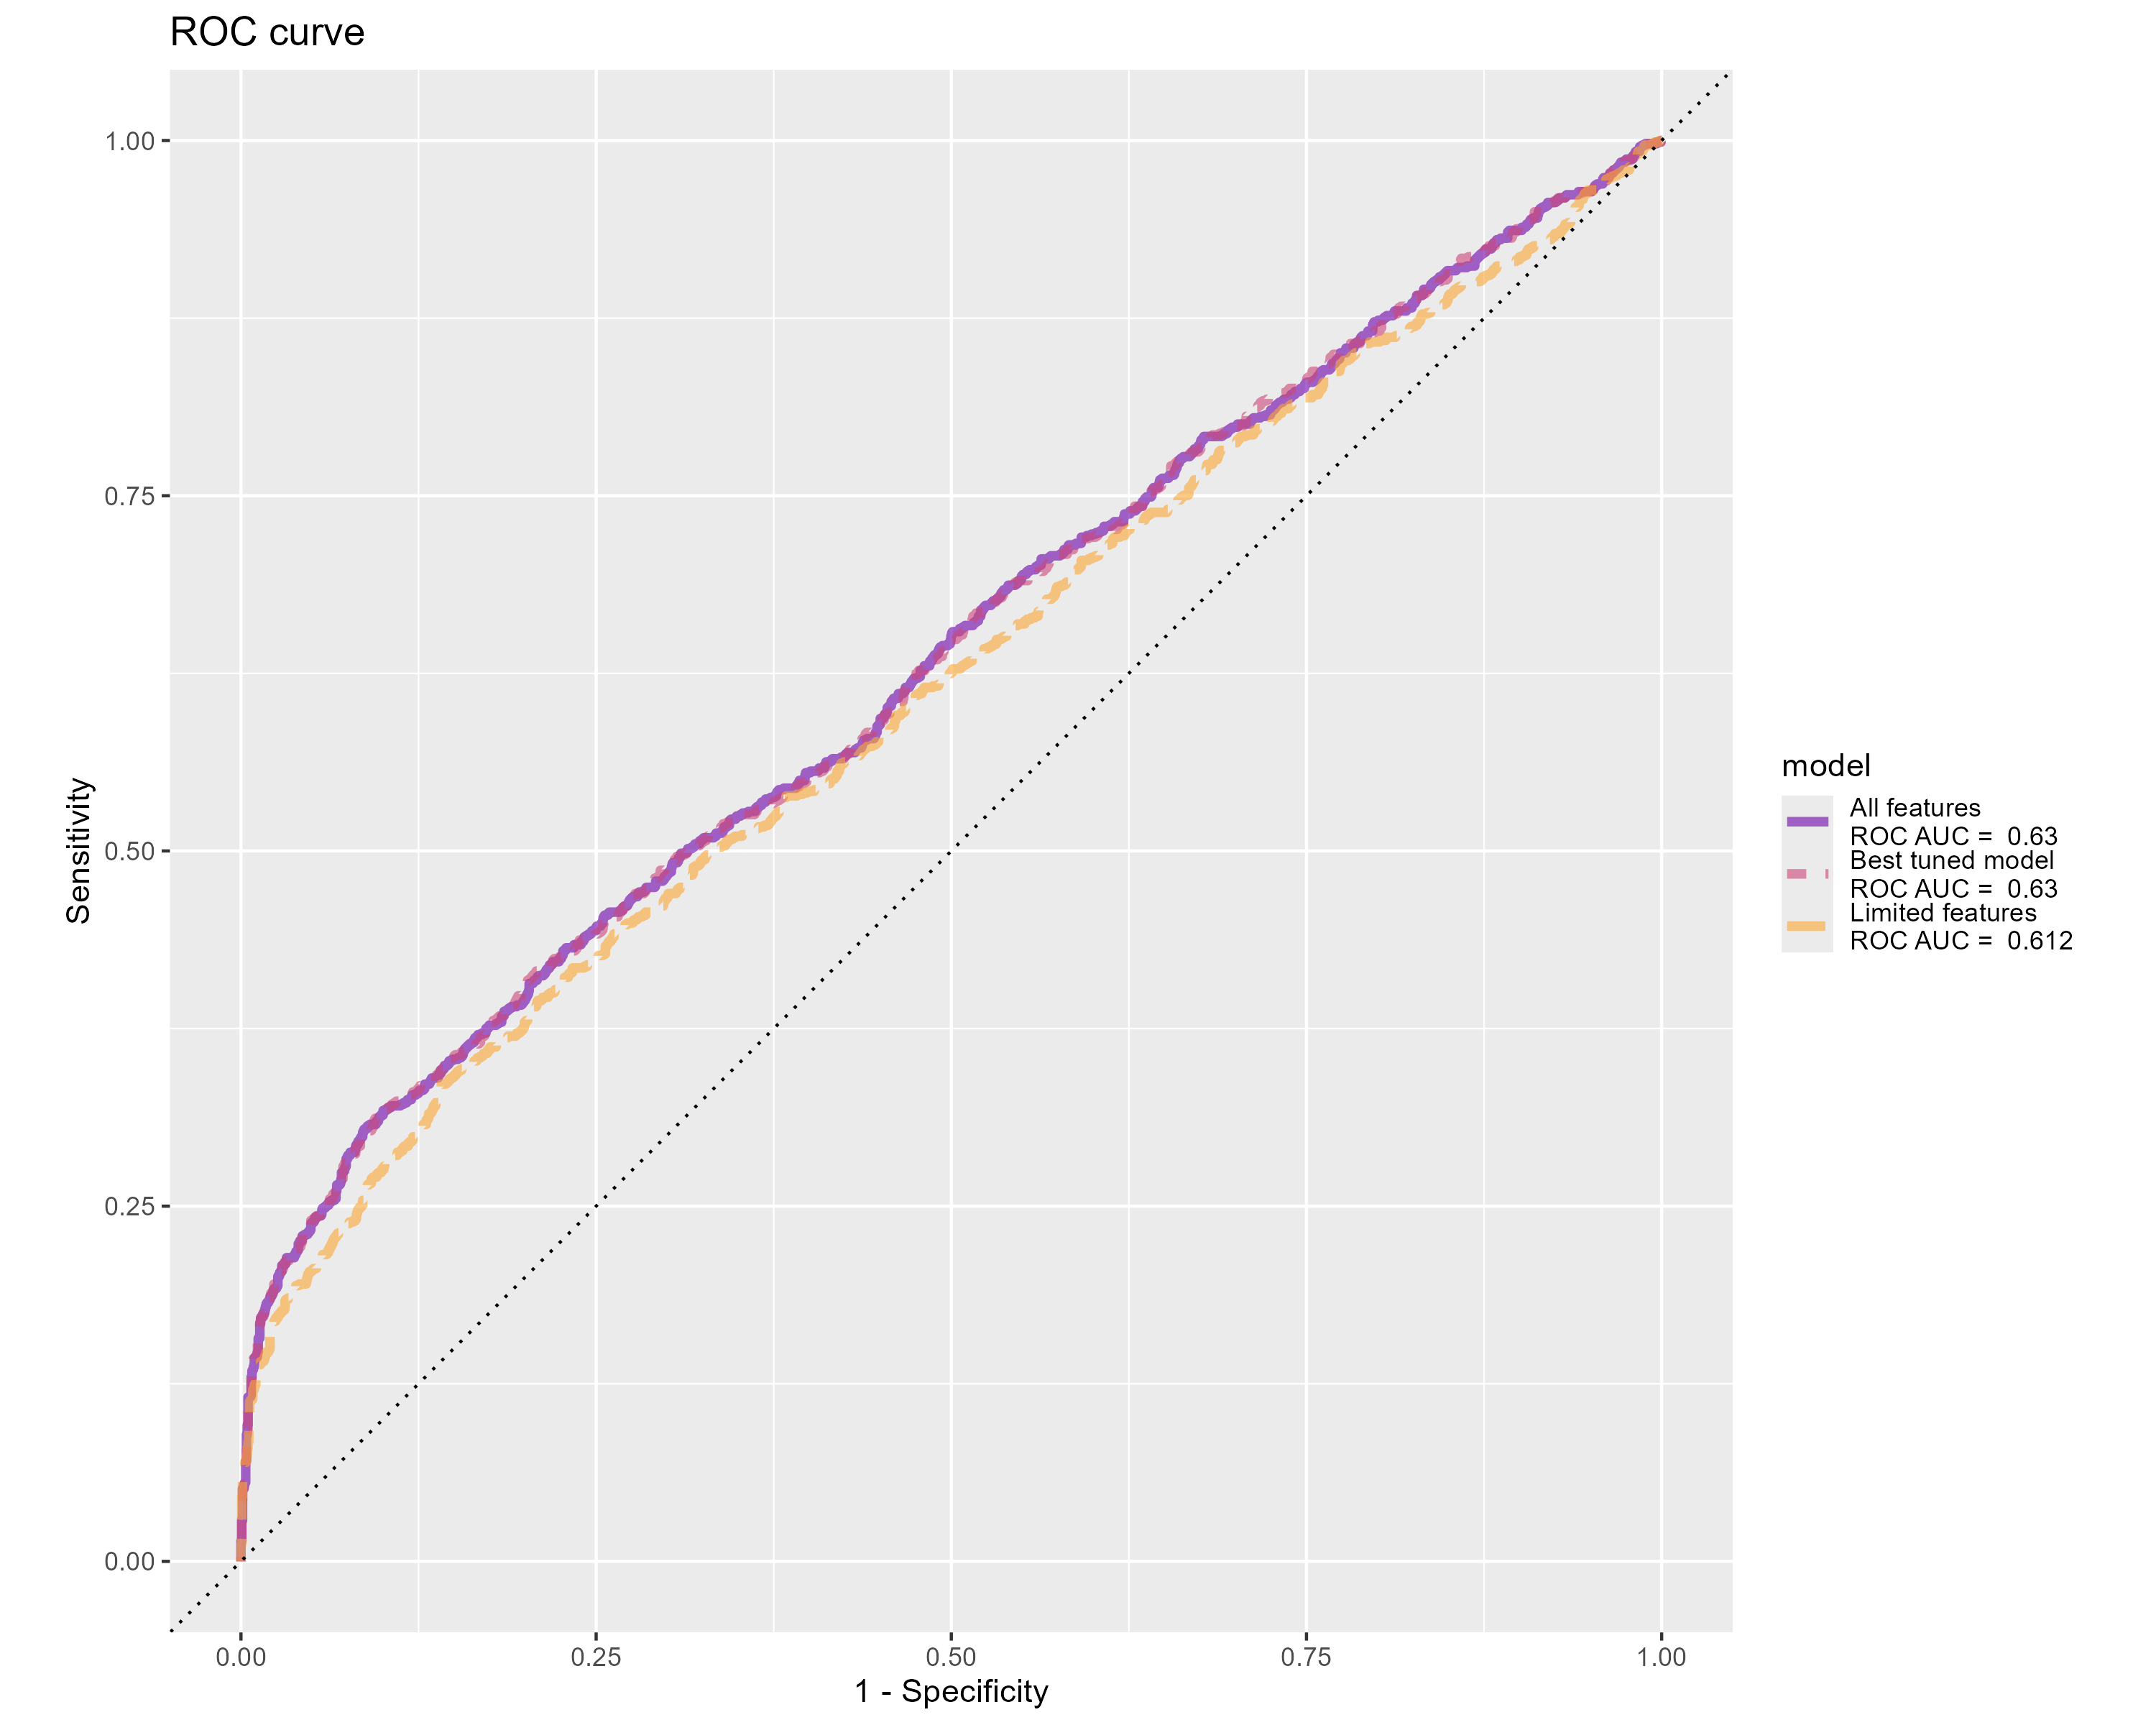 ROC curve
1.00
0.75
0.50
0.25
0.00
Sensitivity
0.00 0.25 0.50 0.75 1.00
1 - Specificity
model
All features
ROC AUC = 0.63
Best tuned model
ROC AUC = 0.63
Limited features
ROC AUC = 0.612